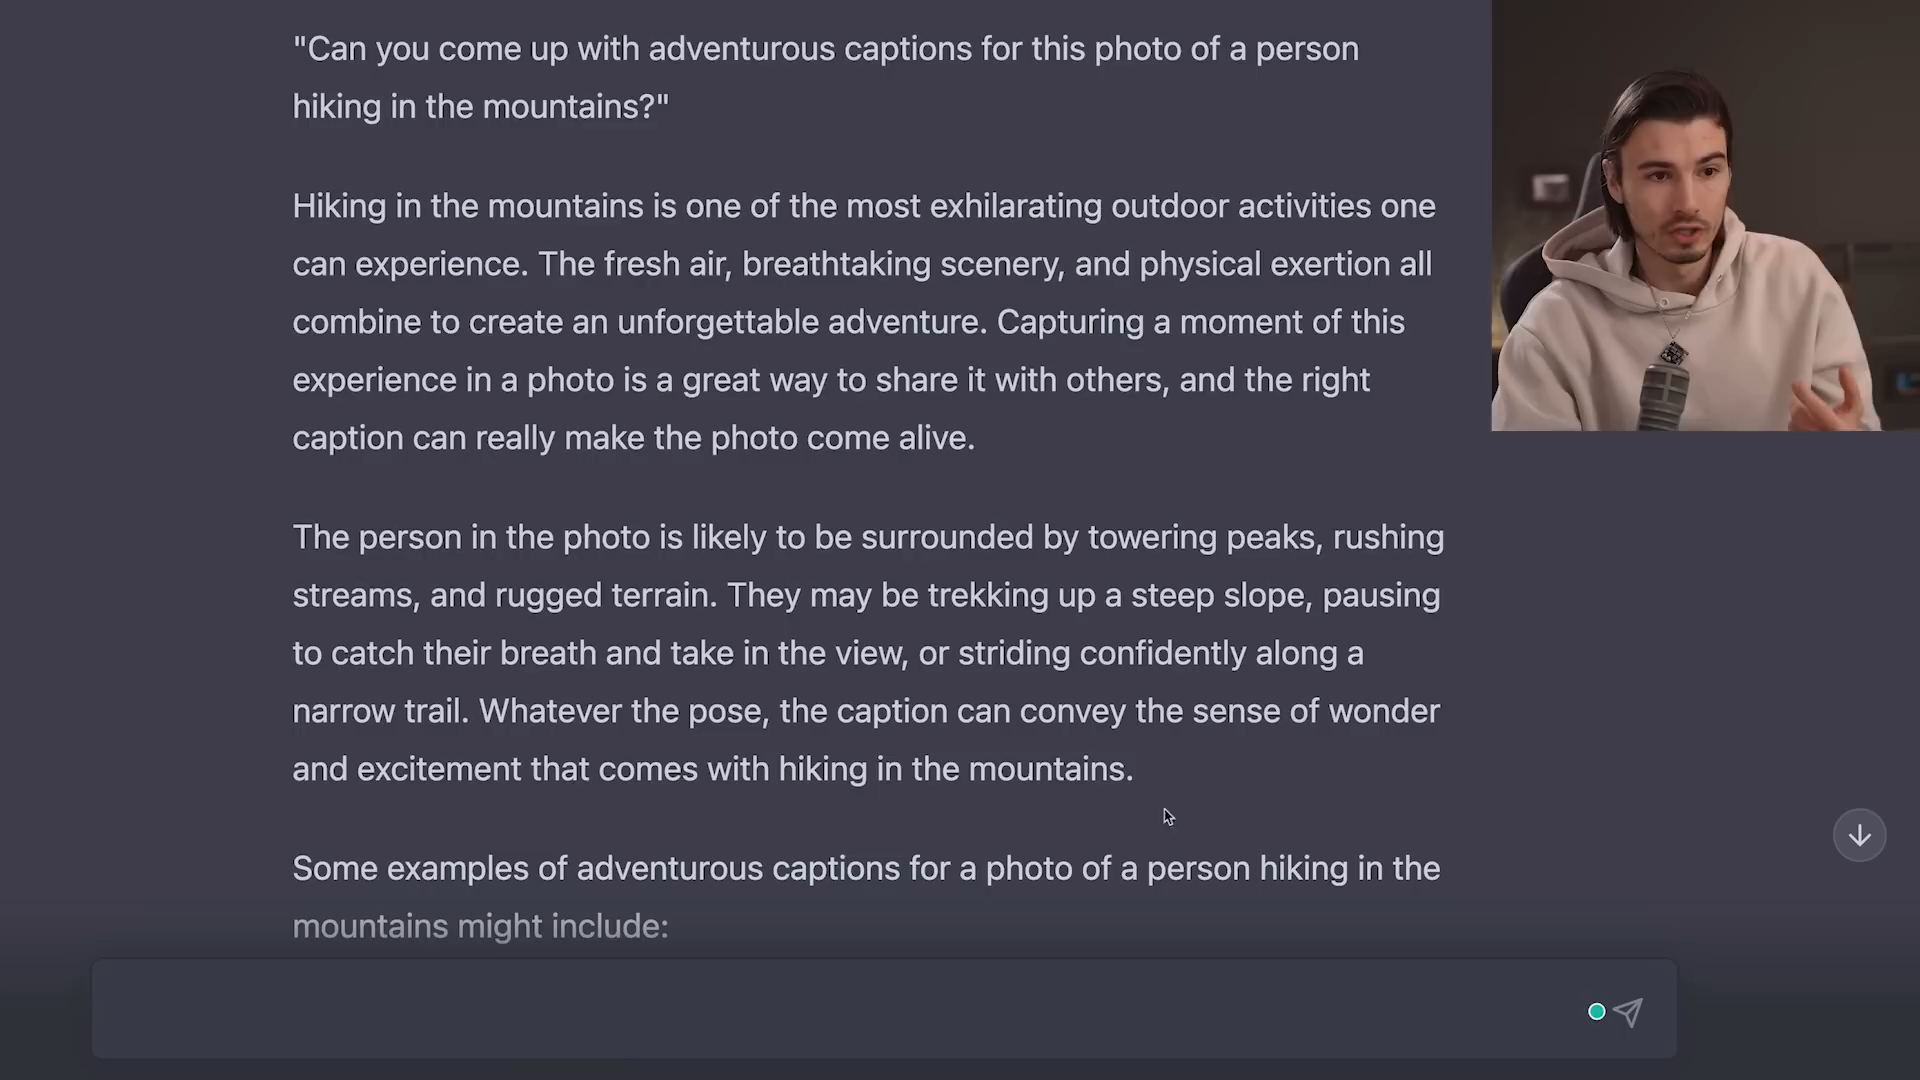 "Can you come up with adventurous captions for this photo of a person
hiking in the mountains?"
Hiking in the mountains is one of the most exhilarating outdoor activities one
can experience. The fresh air, breathtaking scenery, and physical exertion all
combine to create an unforgettable adventure. Capturing a moment of this
experience in a photo is a great way to share it with others, and the right
caption can really make the photo come alive.
The person in the photo is likely to be surrounded by towering peaks, rushing
streams, and rugged terrain. They may be trekking up a steep slope, pausing
to catch their breath and take in the view, or striding confidently along a
narrow trail. Whatever the pose, the caption can convey the sense of wonder
and excitement that comes with hiking in the mountains.
Some examples of adventurous captions for a photo of a person hiking in the
mountains might include: